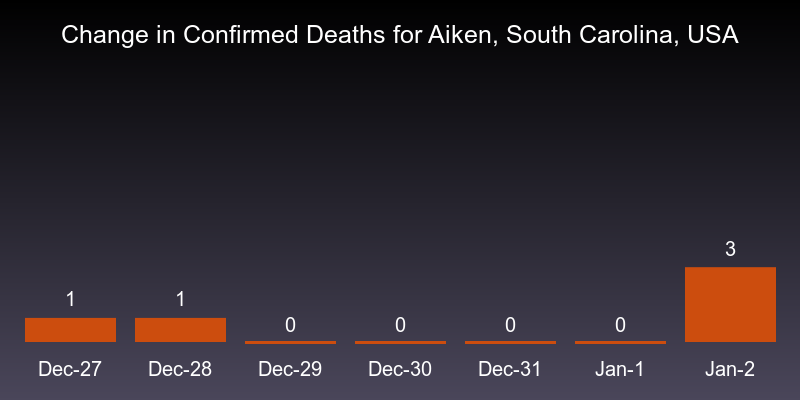 Change in Confirmed Deaths for Aiken, South Carolina, USA
3
1 1
0 0 0 0
Dec-27 Dec-28 Dec-29 Dec-30 Dec-31 Jan-1 Jan-2